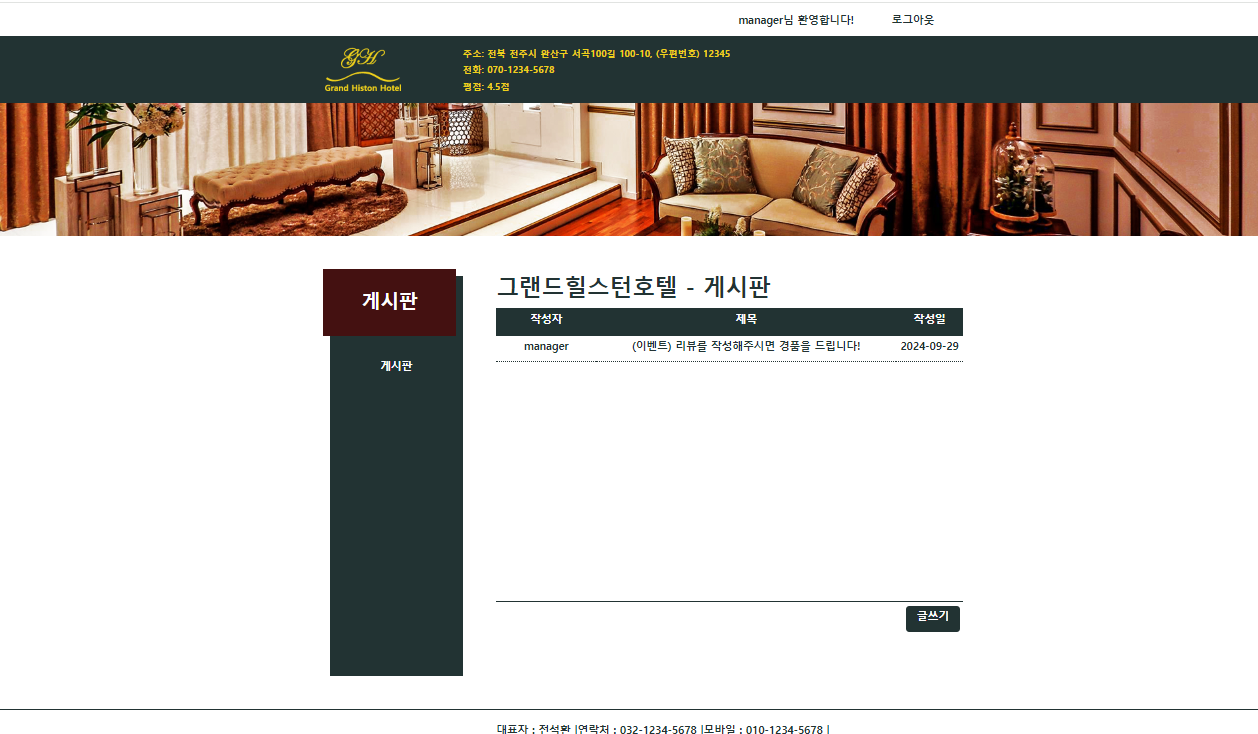 manager님 환영합니다! 로그아웃
GH
Grand Histon Hotel
주소: 전북 전주시 완산구 서곡100길 100-10, (우편번호) 12345
전화: 070-1234-5678
평점: 4.5점
게시판
게시판
그랜드힐스턴호텔 - 게시판
작성자 제목 작성일
manager (이벤트) 리뷰를 작성해주시면 경품을 드립니다! 2024-09-29
글쓰기
대표자 : 전석환 |연락처 : 032-1234-5678 |모바일 : 010-1234-5678 |